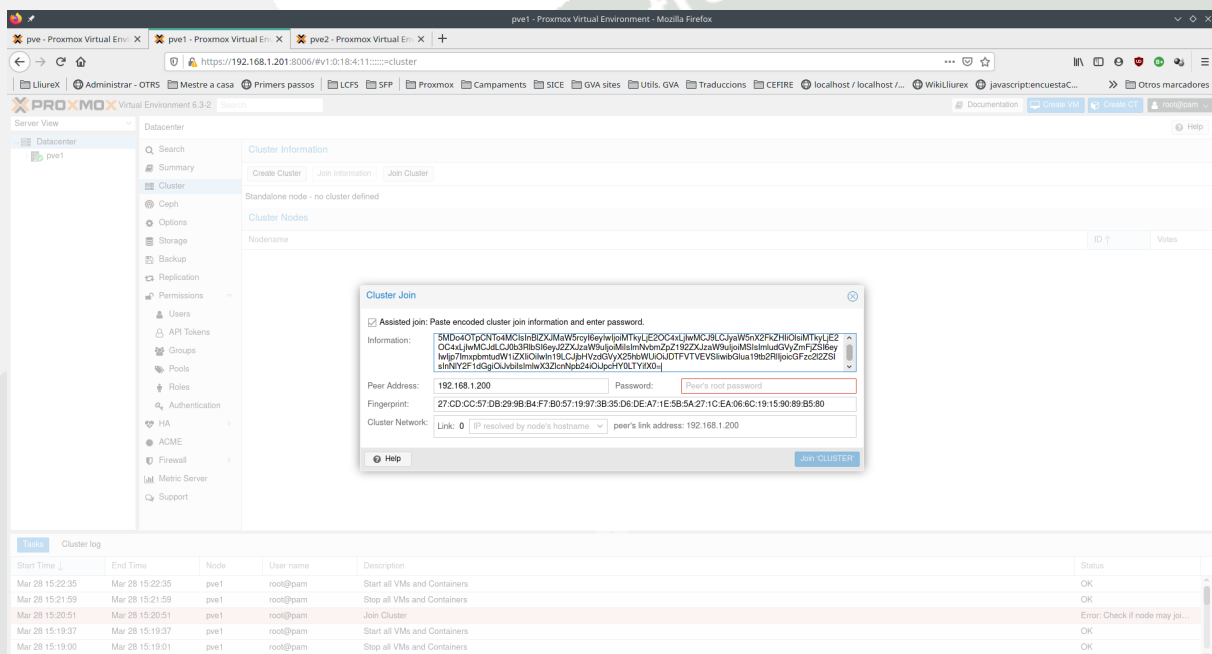 pve1 - Proxmox Virtual Environment - Mozilla Firefox
pve - Proxmox Virtual Envi
pve1 - Proxmox Virtual En
pve2 - Proxmox Virtual En
https://192.168.1.201:8006/#v1:0:18:4:11::::::=cluster
LliureX
Administrar - OTRS
Mestre a casa
Primers passos
LCFS
SFP
Proxmox
Campaments
SICE
GVA sites
Utils. GVA
Traduccions
CEFIRE
localhost / localhost /...
WikiLliurex
javascript:encuestaC...
Otros marcadores
PROXMOX Virtual Environment 6.3-2
Search
Documentation
Create VM
Create CT
root@pam
Server View
Datacenter
pve1
Datacenter
Help
Search
Summary
Cluster
Ceph
Options
Storage
Backup
Replication
Permissions
Users
API Tokens
Groups
Pools
Roles
Authentication
HA
ACME
Firewall
Metric Server
Support
Cluster Information
Create Cluster
Join Information
Join Cluster
Standalone node - no cluster defined
Cluster Nodes
Nodename
ID
Votes
Cluster Join
Assisted join: Paste encoded cluster join information and enter password.
Information:
Peer Address:
192.168.1.200
Password:
Peer's root password
Fingerprint:
27:CD:CC:57:DB:29:9B:B4:F7:B0:57:19:97:3B:35:D6:DE:A7:1E:5B:5A:27:1C:EA:06:6C:19:15:90:89:B5:80
Cluster Network:
Link: 0
IP resolved by node's hostname
peer's link address: 192.168.1.200
Help
Join 'CLUSTER'
Tasks
Cluster log
Start Time
End Time
Node
User name
Description
Status
Mar 28 15:22:35
Mar 28 15:22:35
pve1
root@pam
Start all VMs and Containers
OK
Mar 28 15:21:59
Mar 28 15:21:59
pve1
root@pam
Stop all VMs and Containers
OK
Mar 28 15:20:51
Mar 28 15:20:51
pve1
root@pam
Join Cluster
Error: Check if node may joi...
Mar 28 15:19:37
Mar 28 15:19:37
pve1
root@pam
Start all VMs and Containers
OK
Mar 28 15:19:00
Mar 28 15:19:01
pve1
root@pam
Stop all VMs and Containers
OK